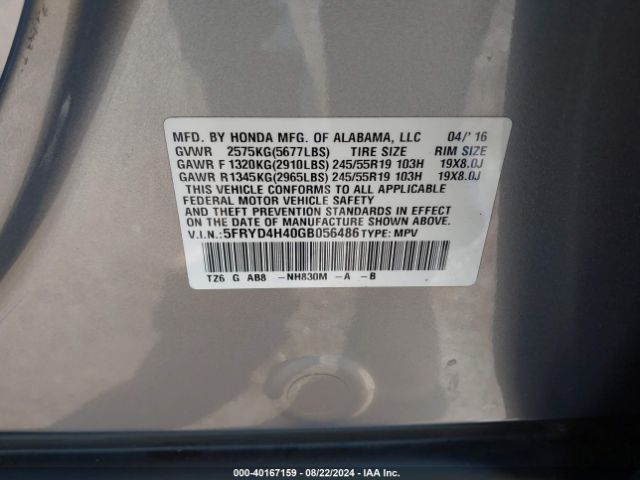 MFD. BY HONDA MFG. OF ALABAMA, LLC 04/'16
GVWR 2575KG(5677LBS) TIRE SIZE RIM SIZE
GAWR F 1320KG(2910LBS) 245/55R19 103H 19X8.0J
GAWR R 1345KG(2965LBS) 245/55R19 103H 19X8.0J
THIS VEHICLE CONFORMS TO ALL APPLICABLE
FEDERAL MOTOR VEHICLE SAFETY
AND THEFT PREVENTION STANDARDS IN EFFECT
ON THE DATE OF MANUFACTURE SHOWN ABOVE.
V.I.N.:5FRYD4H40GB056486 TYPE: MPV
TZ6 G AB8 -NH830M -A -B
000-40167159 - 08/22/2024 - IAA Inc.